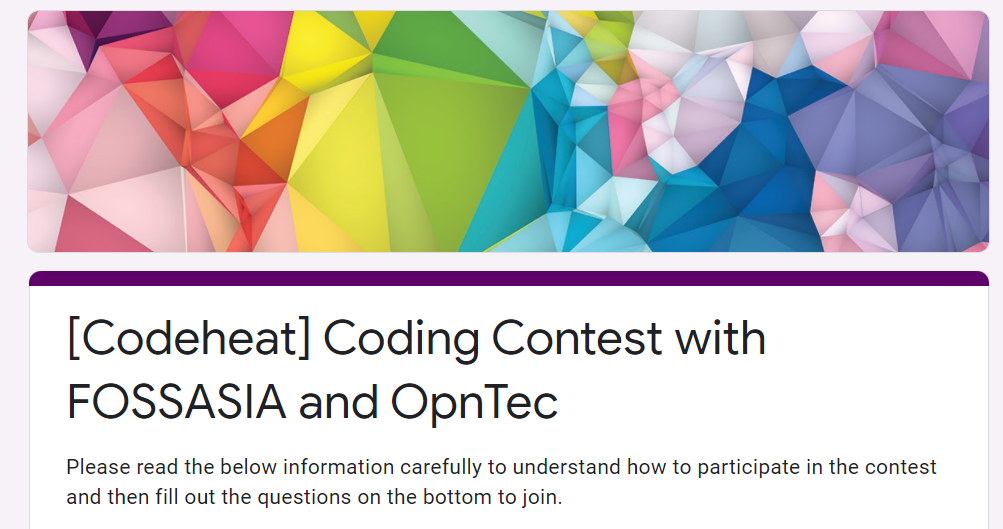 [Codeheat] Coding Contest with
FOSSASIA and OpnTec
Please read the below information carefully to understand how to participate in the contest
and then fill out the questions on the bottom to join.